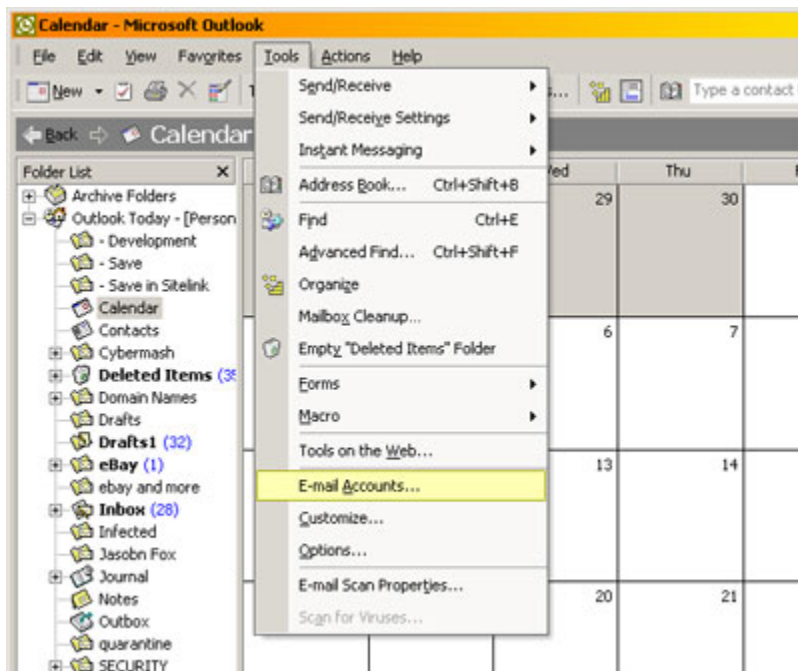 Calendar - Microsoft Outlook
File Edit View Favorites Tools Actions Help
New
Type a contact
Back Calendar
Folder List
Archive Folders
Outlook Today - [Person
- Development
- Save
- Save in Sitelink
Calendar
Contacts
Cybermash
Deleted Items (39
Domain Names
Drafts
Drafts1 (32)
eBay (1)
ebay and more
Inbox (28)
Infected
Jasobn Fox
Journal
Notes
Outbox
quarantine
SECURITY
Send/Receive
Send/Receive Settings
Instant Messaging
Address Book... Ctrl+Shift+B
Find Ctrl+E
Advanced Find... Ctrl+Shift+F
Organize
Mailbox Cleanup...
Empty "Deleted Items" Folder
Forms
Macro
Tools on the Web...
E-mail Accounts...
Customize...
Options...
E-mail Scan Properties...
Scan for Viruses...
Thu
29 30
6 7
13 14
20 21